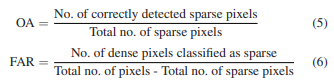 OA = No. of correctly detected sparse pixels / Total no. of sparse pixels (5)
FAR = No. of dense pixels classified as sparse / Total no. of pixels - Total no. of sparse pixels (6)